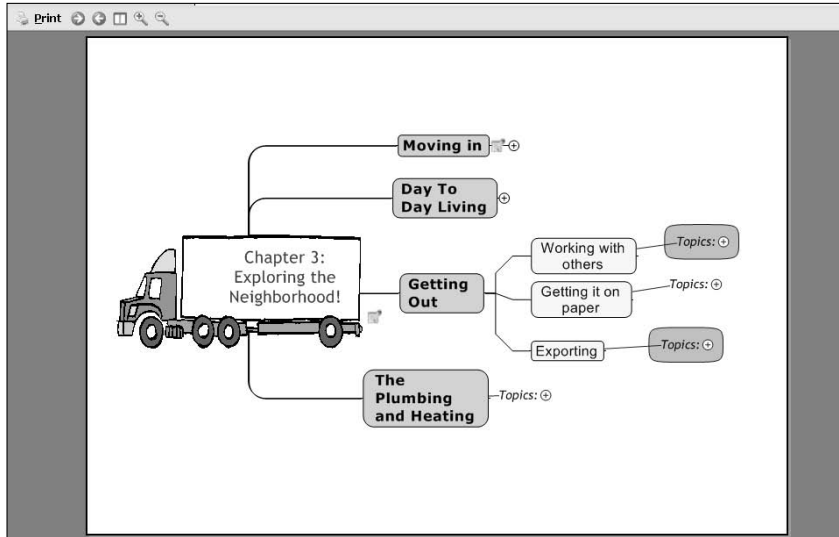 Print
Moving in
Day To
Day Living
Chapter 3:
Exploring the
Neighborhood!
Getting
Out
Working with
others
Topics:
Getting it on
paper
Topics:
Exporting
Topics:
The
Plumbing
and Heating
Topics: